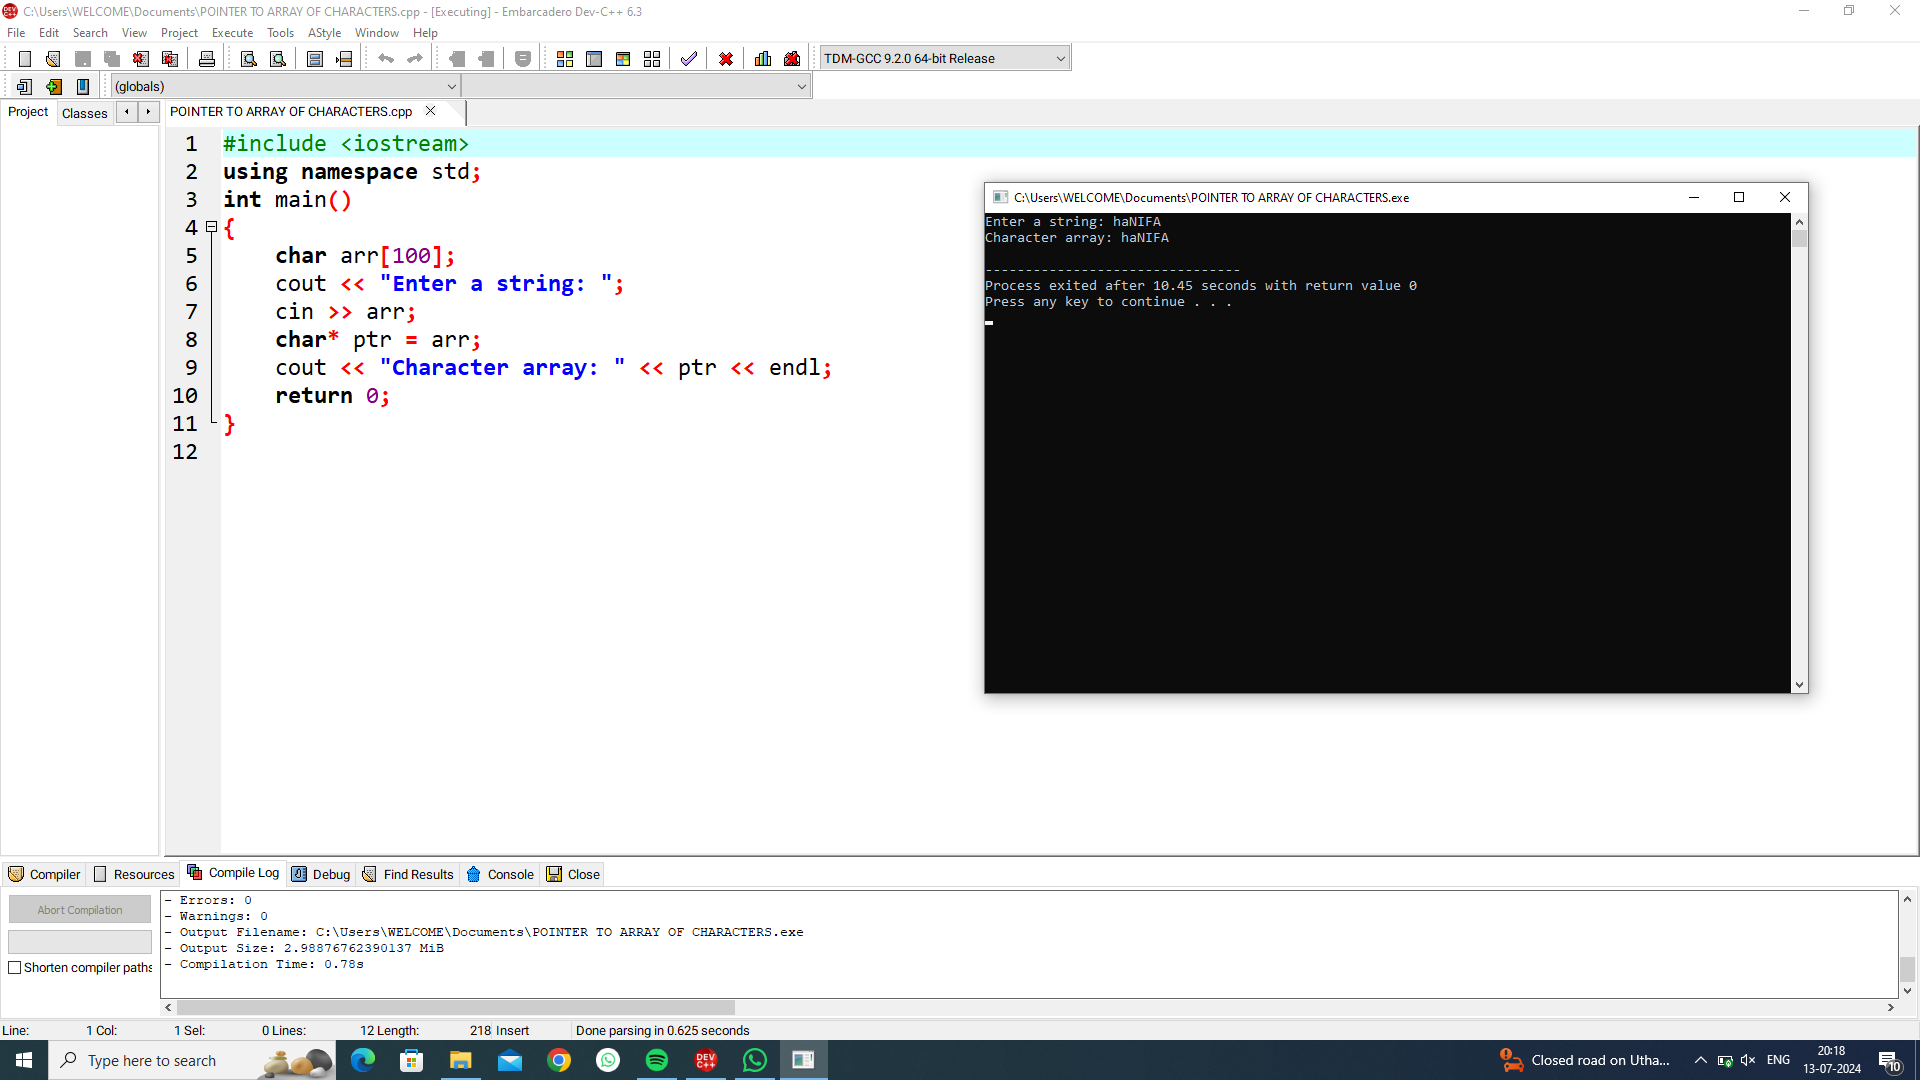 C:\Users\WELCOME\Documents\POINTER TO ARRAY OF CHARACTERS.cpp - [Executing] - Embarcadero Dev-C++ 6.3
File Edit Search View Project Execute Tools AStyle Window Help
TDM-GCC 9.2.0 64-bit Release
(globals)
Project Classes POINTER TO ARRAY OF CHARACTERS.cpp
1 #include <iostream>
2 using namespace std;
3 int main()
4 {
5 char arr[100];
6 cout << "Enter a string: ";
7 cin >> arr;
8 char* ptr = arr;
9 cout << "Character array: " << ptr << endl;
10 return 0;
11 }
12
C:\Users\WELCOME\Documents\POINTER TO ARRAY OF CHARACTERS.exe
Enter a string: haNIFA
Character array: haNIFA
--------------------------------
Process exited after 10.45 seconds with return value 0
Press any key to continue . . .
Compiler Resources Compile Log Debug Find Results Console Close
Abort Compilation
Shorten compiler paths
- Errors: 0
- Warnings: 0
- Output Filename: C:\Users\WELCOME\Documents\POINTER TO ARRAY OF CHARACTERS.exe
- Output Size: 2.98876762390137 MiB
- Compilation Time: 0.78s
Line: 1 Col: 1 Sel: 0 Lines: 12 Length: 218 Insert Done parsing in 0.625 seconds
Type here to search
DEV C++
Closed road on Utha...
ENG
20:18
13-07-2024
10